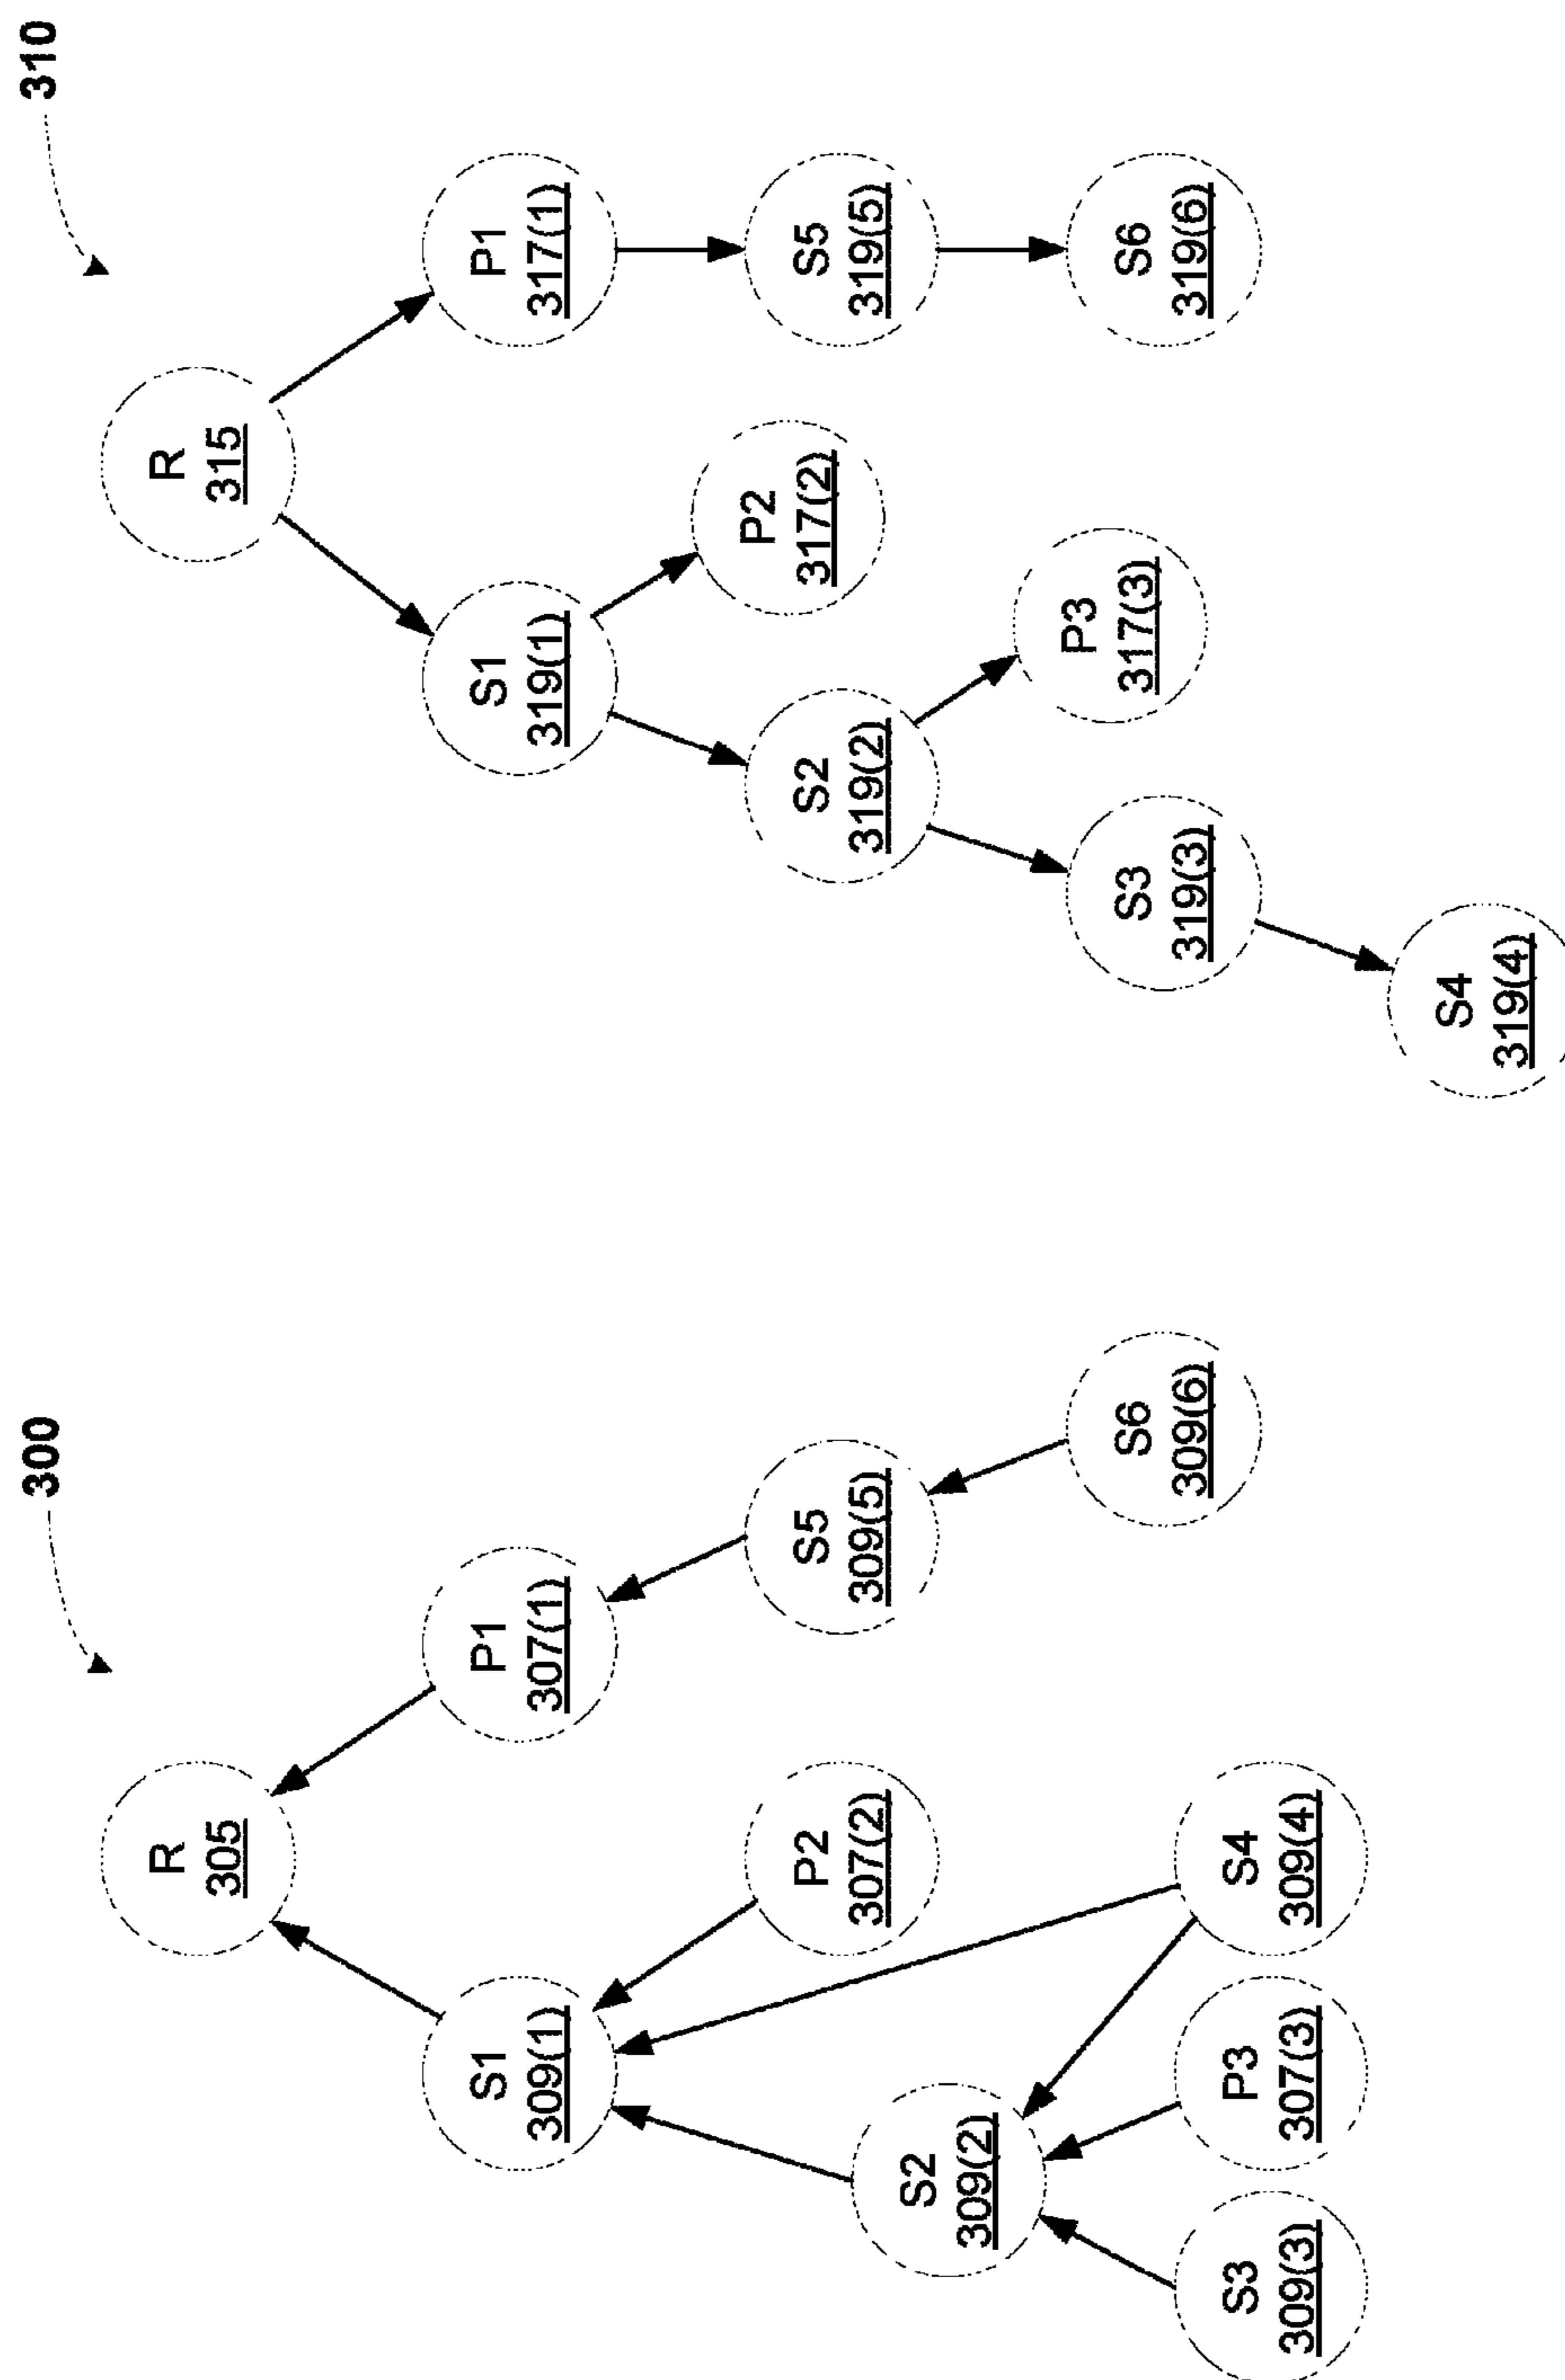 300
R
305
S1
309(1)
P1
307(1)
P2
307(2)
S5
309(5)
S2
309(2)
S6
309(6)
S3
309(3)
P3
307(3)
S4
309(4)
310
R
315
S1
319(1)
P1
317(1)
P2
317(2)
S2
319(2)
S5
319(5)
P3
317(3)
S3
319(3)
S6
319(6)
S4
319(4)